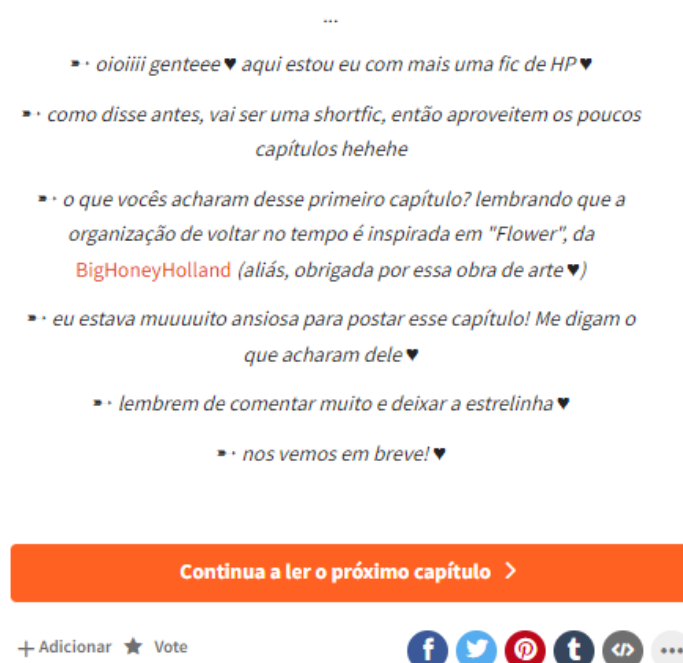 ...
❧ · oioiiii genteee ♥ aqui estou eu com mais uma fic de HP ♥
❧ · como disse antes, vai ser uma shortfic, então aproveitem os poucos
capítulos hehehe
❧ · o que vocês acharam desse primeiro capítulo? lembrando que a
organização de voltar no tempo é inspirada em "Flower", da
BigHoneyHolland (aliás, obrigada por essa obra de arte ♥)
❧ · eu estava muuuuito ansiosa para postar esse capítulo! Me digam o
que acharam dele ♥
❧ · lembrem de comentar muito e deixar a estrelinha ♥
❧ · nos vemos em breve! ♥
Continua a ler o próximo capítulo >
+ Adicionar ★ Vote